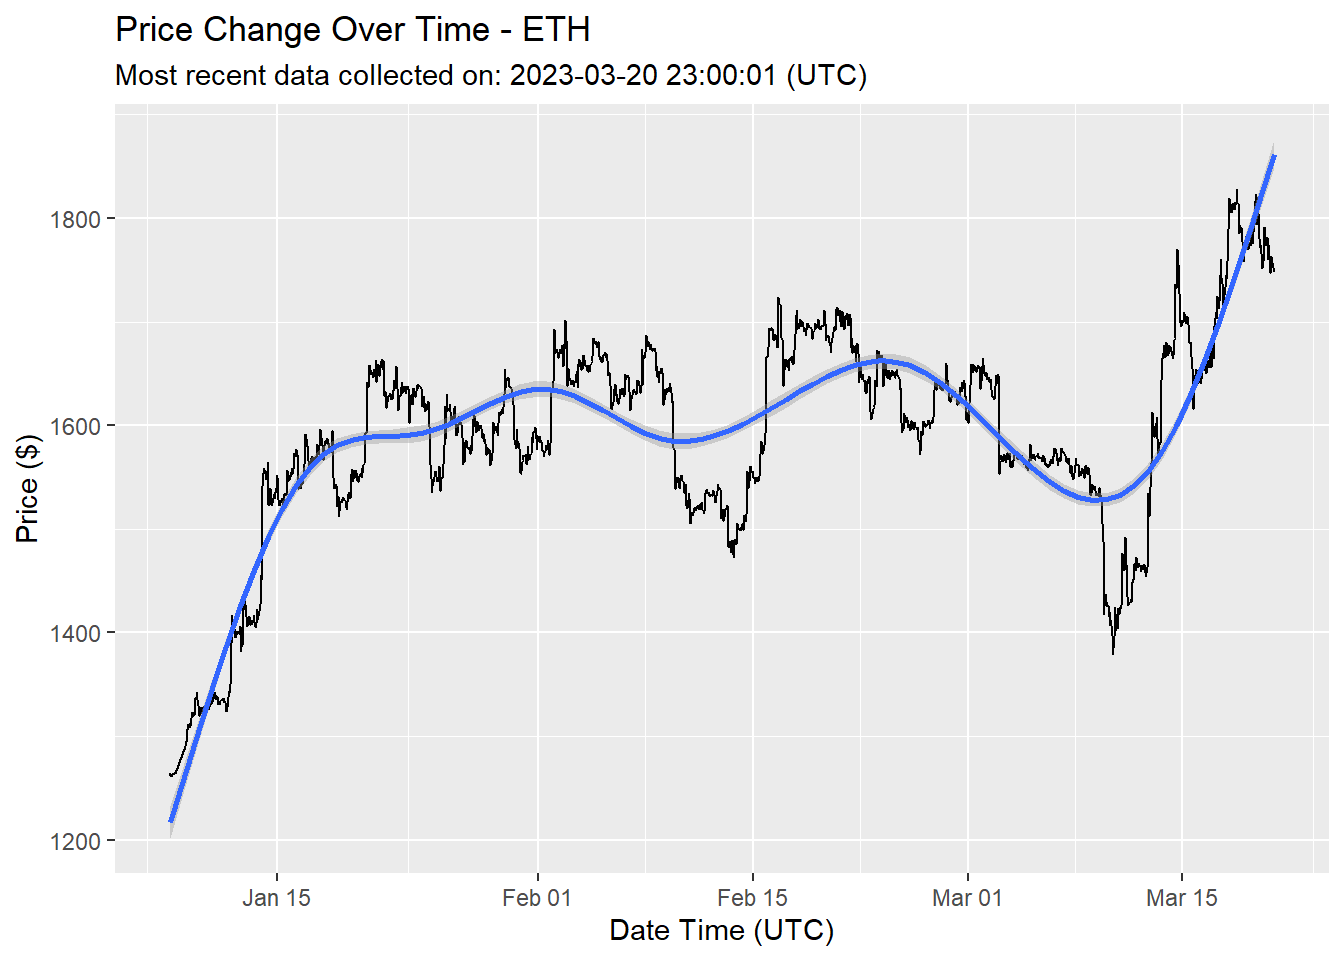 Price Change Over Time - ETH
Most recent data collected on: 2023-03-20 23:00:01 (UTC)
Price ($)
1800
1600
1400
1200
Jan 15 Feb 01 Feb 15 Mar 01 Mar 15
Date Time (UTC)